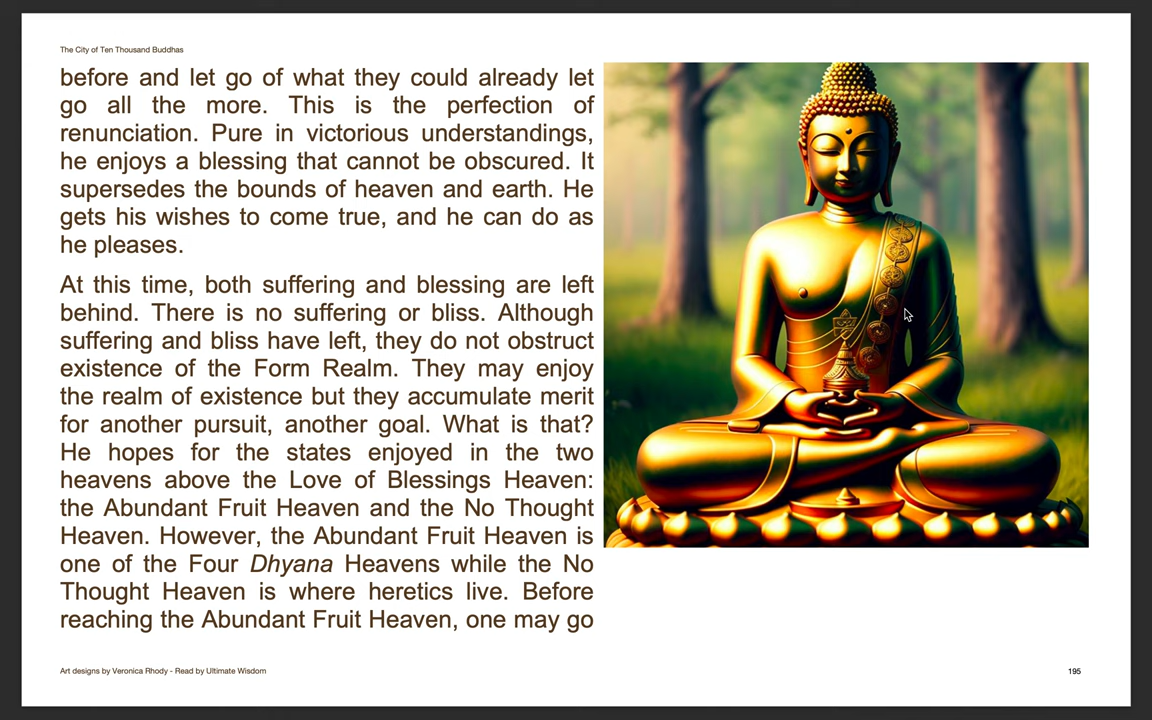 The City of Ten Thousand Buddhas
before and let go of what they could already let
go all the more. This is the perfection of
renunciation. Pure in victorious understandings,
he enjoys a blessing that cannot be obscured. It
supersedes the bounds of heaven and earth. He
gets his wishes to come true, and he can do as
he pleases.
At this time, both suffering and blessing are left
behind. There is no suffering or bliss. Although
suffering and bliss have left, they do not obstruct
existence of the Form Realm. They may enjoy
the realm of existence but they accumulate merit
for another pursuit, another goal. What is that?
He hopes for the states enjoyed in the two
heavens above the Love of Blessings Heaven:
the Abundant Fruit Heaven and the No Thought
Heaven. However, the Abundant Fruit Heaven is
one of the Four Dhyana Heavens while the No
Thought Heaven is where heretics live. Before
reaching the Abundant Fruit Heaven, one may go
Art designs by Veronica Rhody - Read by Ultimate Wisdom
195